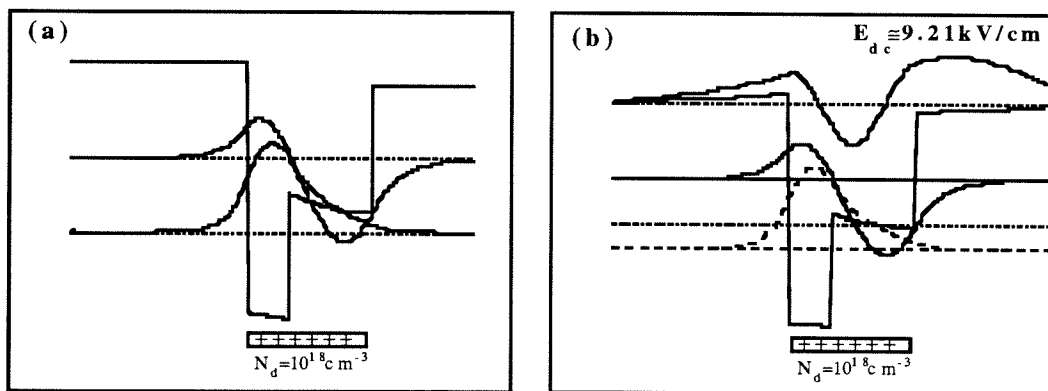 (a)
N_d=10^18cm^-3
(b)
E_dc≅9.21kV/cm
N_d=10^18cm^-3